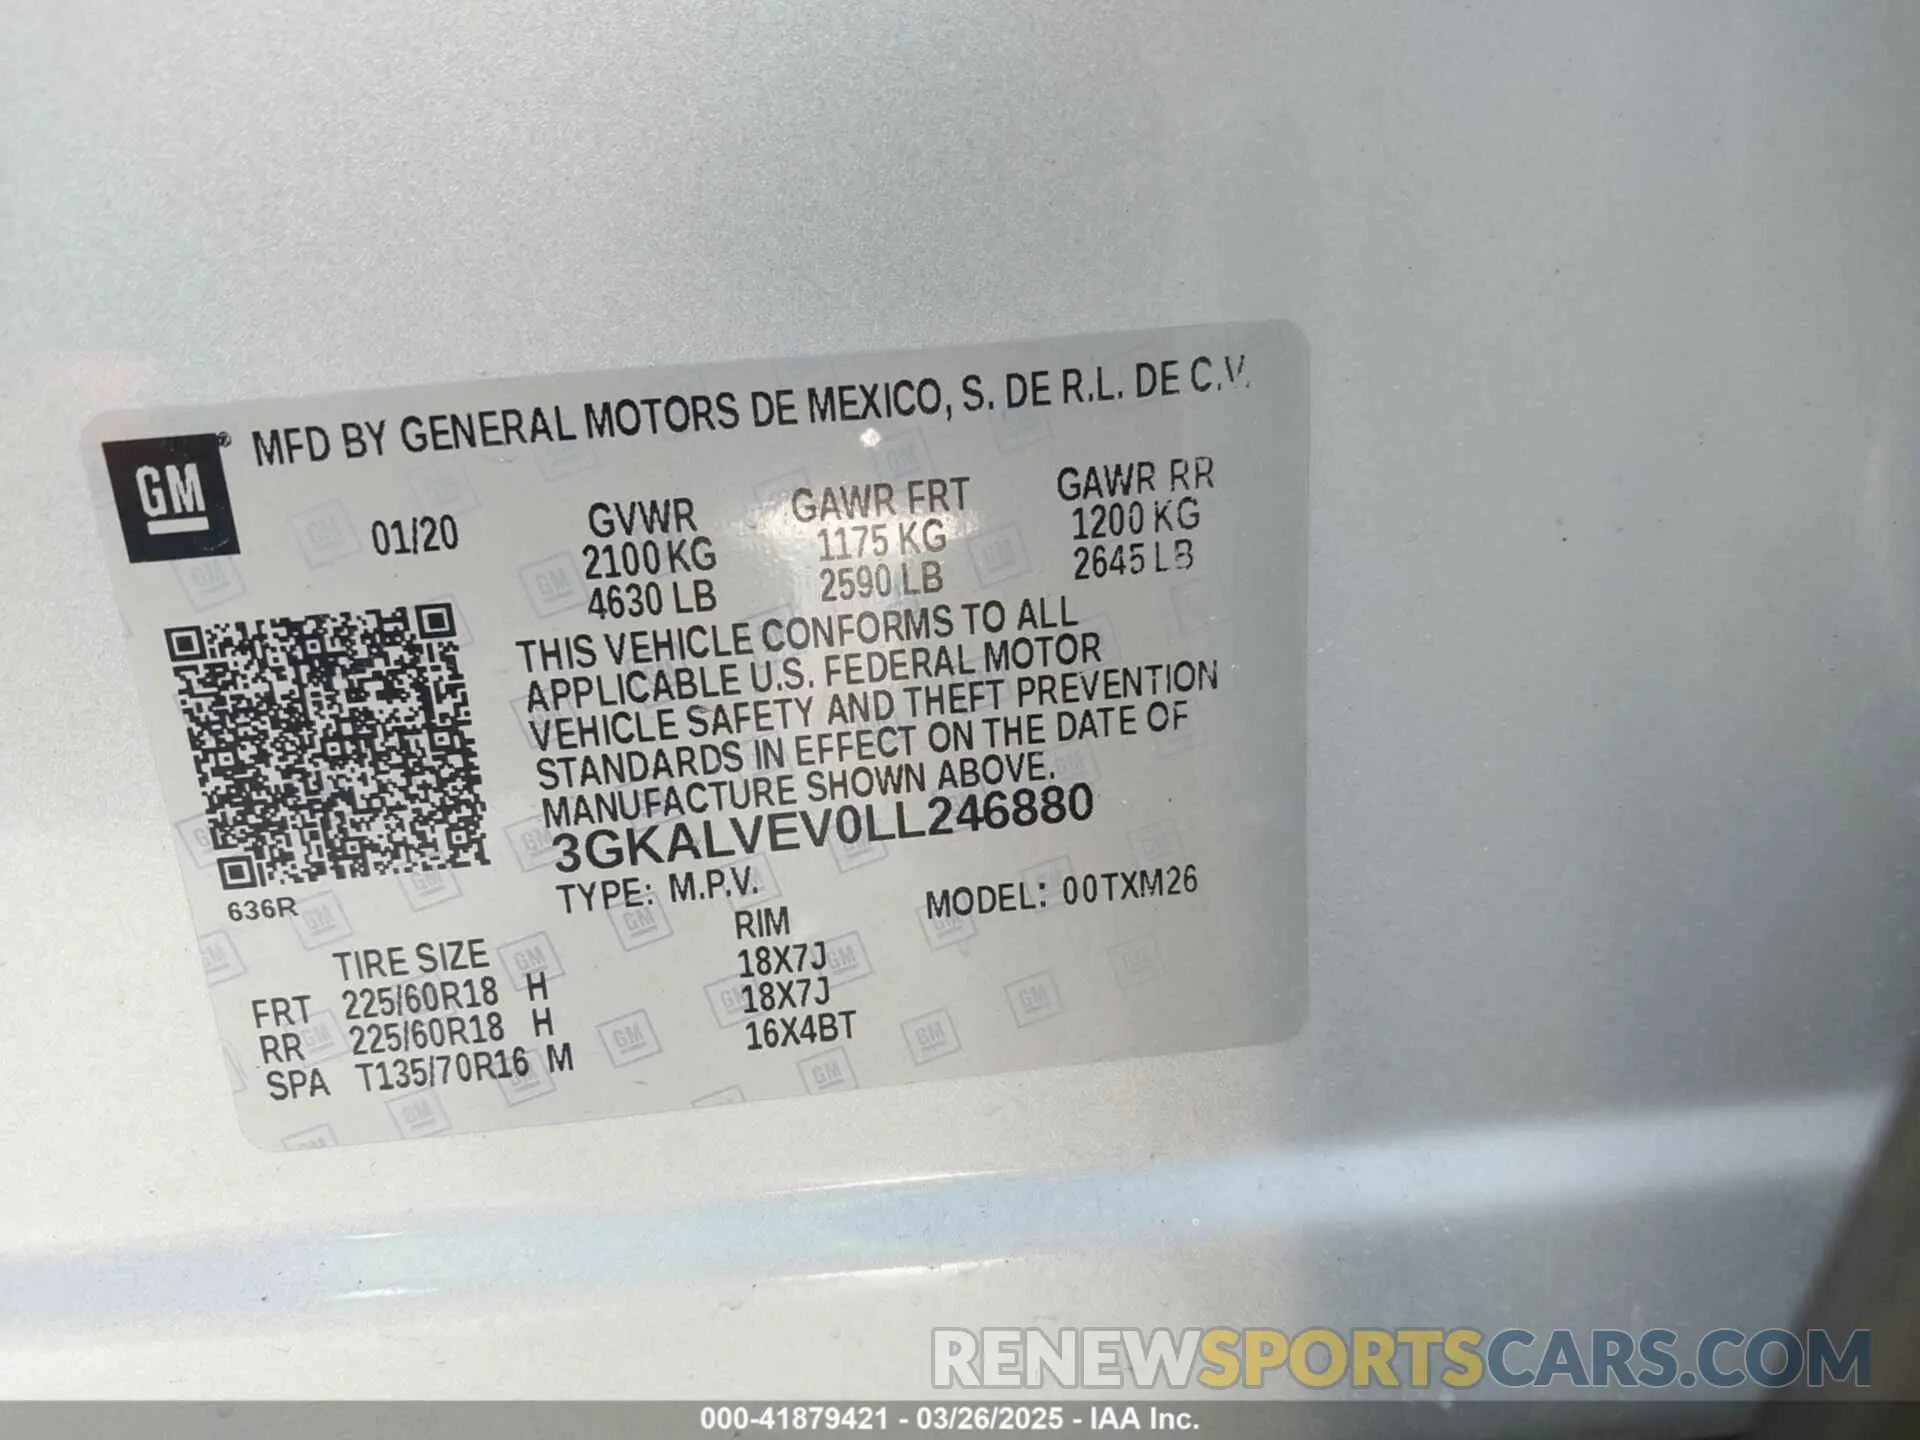 GM® MFD BY GENERAL MOTORS DE MEXICO, S. DE R.L. DE C.V.
01/20 GVWR GAWR FRT GAWR RR
2100 KG 1175 KG 1200 KG
4630 LB 2590 LB 2645 LB
THIS VEHICLE CONFORMS TO ALL
APPLICABLE U.S. FEDERAL MOTOR
VEHICLE SAFETY AND THEFT PREVENTION
STANDARDS IN EFFECT ON THE DATE OF
MANUFACTURE SHOWN ABOVE.
3GKALVEV0LL246880
636R
TYPE: M.P.V. MODEL: 00TXM26
TIRE SIZE RIM
FRT 225/60R18 H 18X7J
RR 225/60R18 H 18X7J
SPA T135/70R16 M 16X4BT
RENEWSPORTSCARS.COM
000-41879421 - 03/26/2025 - IAA Inc.